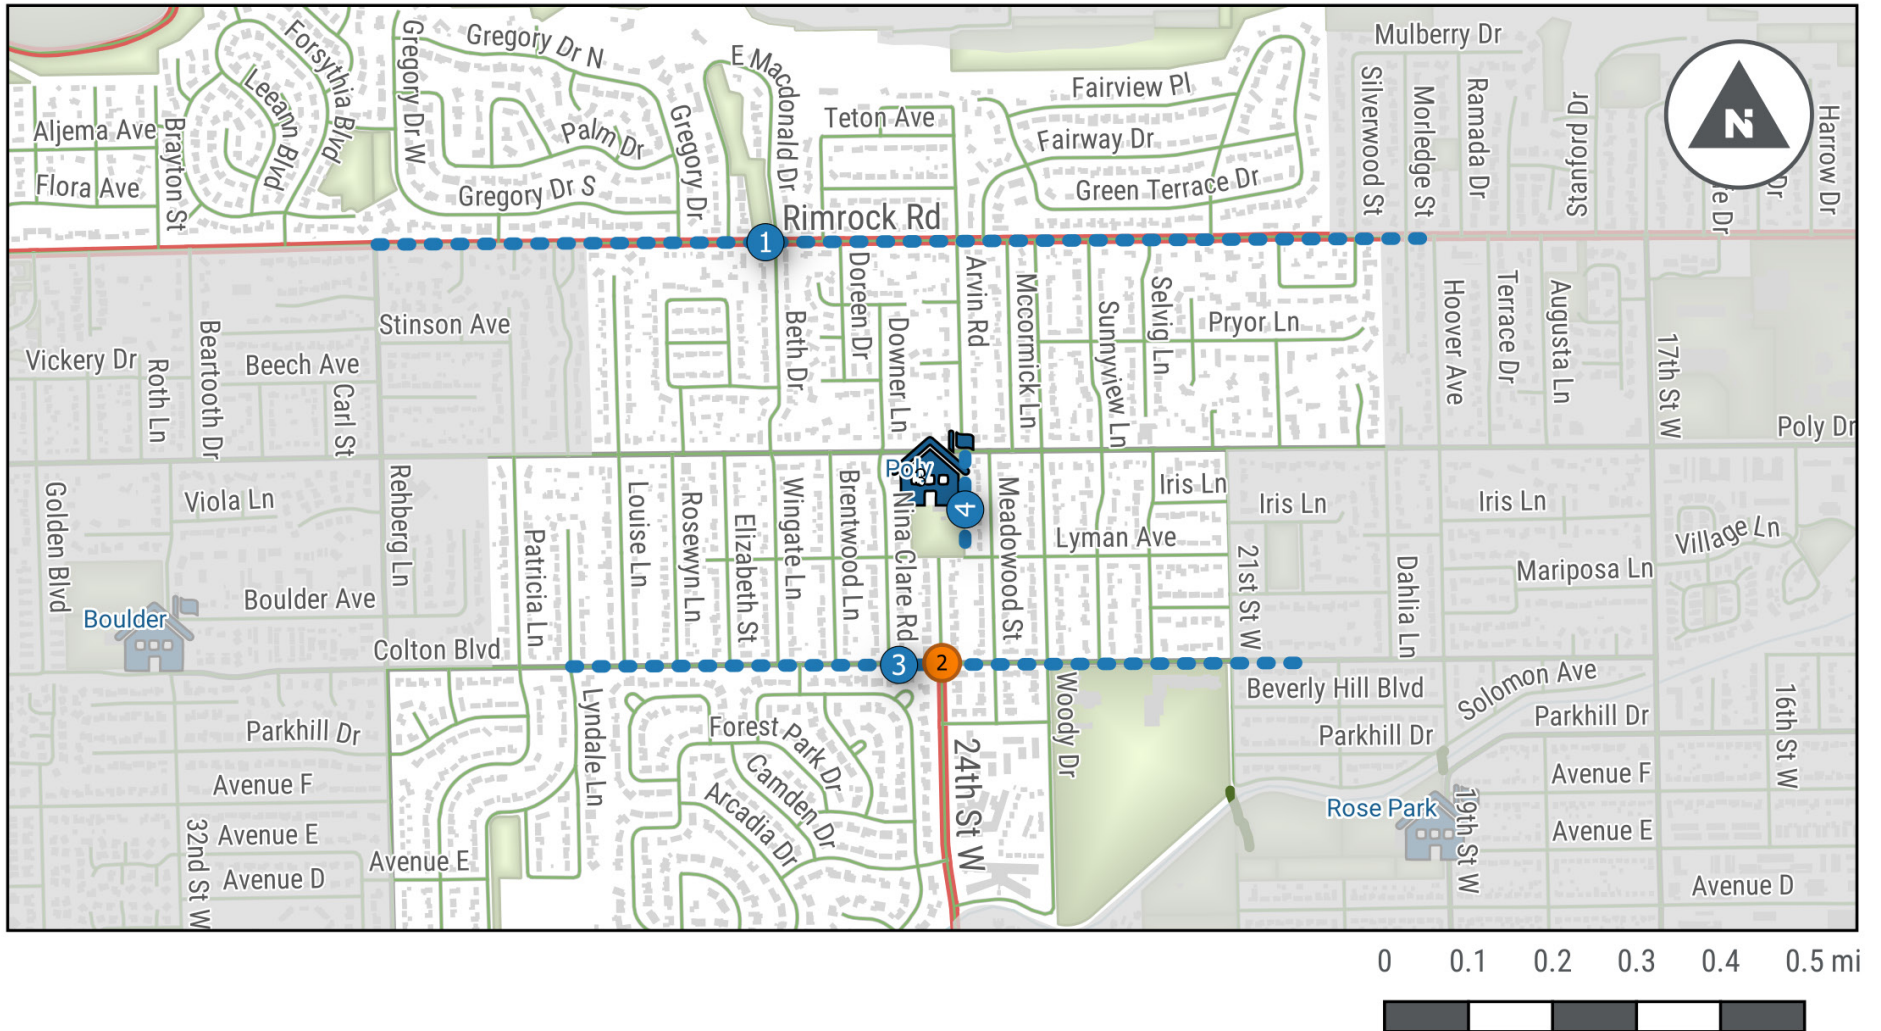 Gregory Dr N
Forsythia Blvd
Gregory Dr W
E Macdonald Dr
Mulberry Dr
Leeann Blvd
Fairview Pl
Silverwood St
Morledge St
Ramada Dr
Stanford Dr
N
Harrow Dr
Aljema Ave
Brayton St
Palm Dr
Gregory Dr
Teton Ave
Fairway Dr
Flora Ave
Gregory Dr S
Green Terrace Dr
Dr
te Dr
Rimrock Rd
1
Stinson Ave
Beth Dr
Doreen Dr
Downer Ln
Arvin Rd
Mccormick Ln
Sunnyview Ln
Selvig Ln
Pryor Ln
Hoover Ave
Terrace Dr
Augusta Ln
17th St W
Vickery Dr
Roth Ln
Beartooth Dr
Beech Ave
Carl St
Poly Dr
Golden Blvd
Viola Ln
Rehberg Ln
Patricia Ln
Louise Ln
Rosewyn Ln
Elizabeth St
Wingate Ln
Brentwood Ln
Nina Clare Rd
Poly
4
Meadowood St
Iris Ln
Iris Ln
Iris Ln
Lyman Ave
21st St W
Dahlia Ln
Mariposa Ln
Village Ln
Boulder
Boulder Ave
Colton Blvd
3
2
Lyndale Ln
Woody Dr
Beverly Hill Blvd
Solomon Ave
16th St W
Parkhill Dr
Forest Park Dr
Parkhill Dr
Parkhill Dr
Camden Dr
Arcadia Dr
24th St W
Avenue F
Avenue F
Rose Park
19th St W
32nd St W
Avenue E
Avenue E
Avenue E
Avenue D
Avenue D
0 0.1 0.2 0.3 0.4 0.5 mi